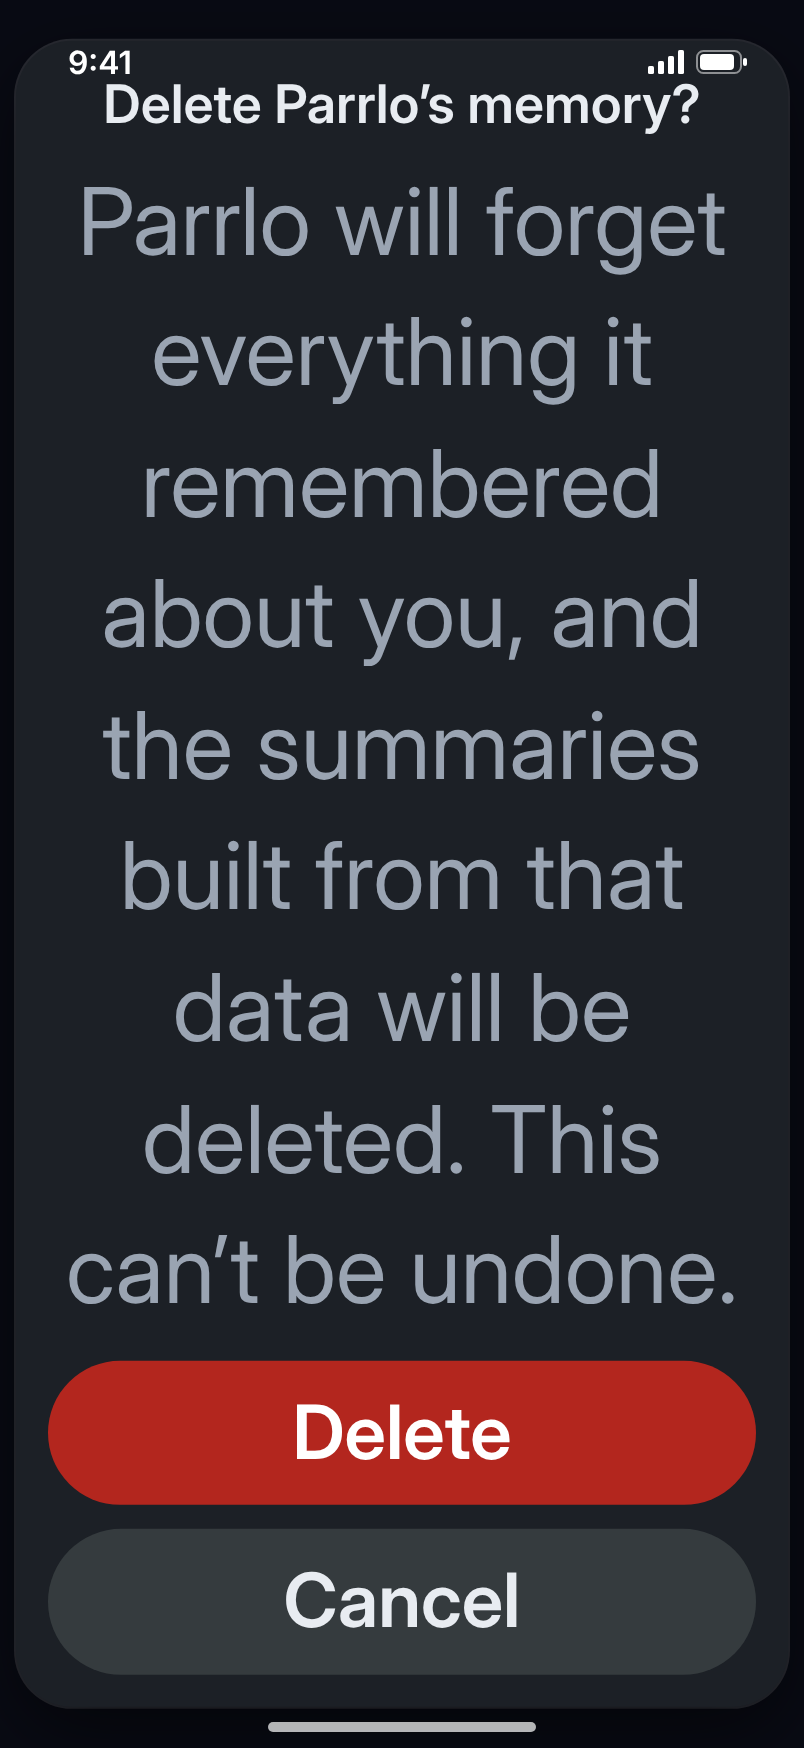 9:41
Delete Parrlo’s memory?
Parrlo will forget
everything it
remembered
about you, and
the summaries
built from that
data will be
deleted. This
can’t be undone.
Delete
Cancel